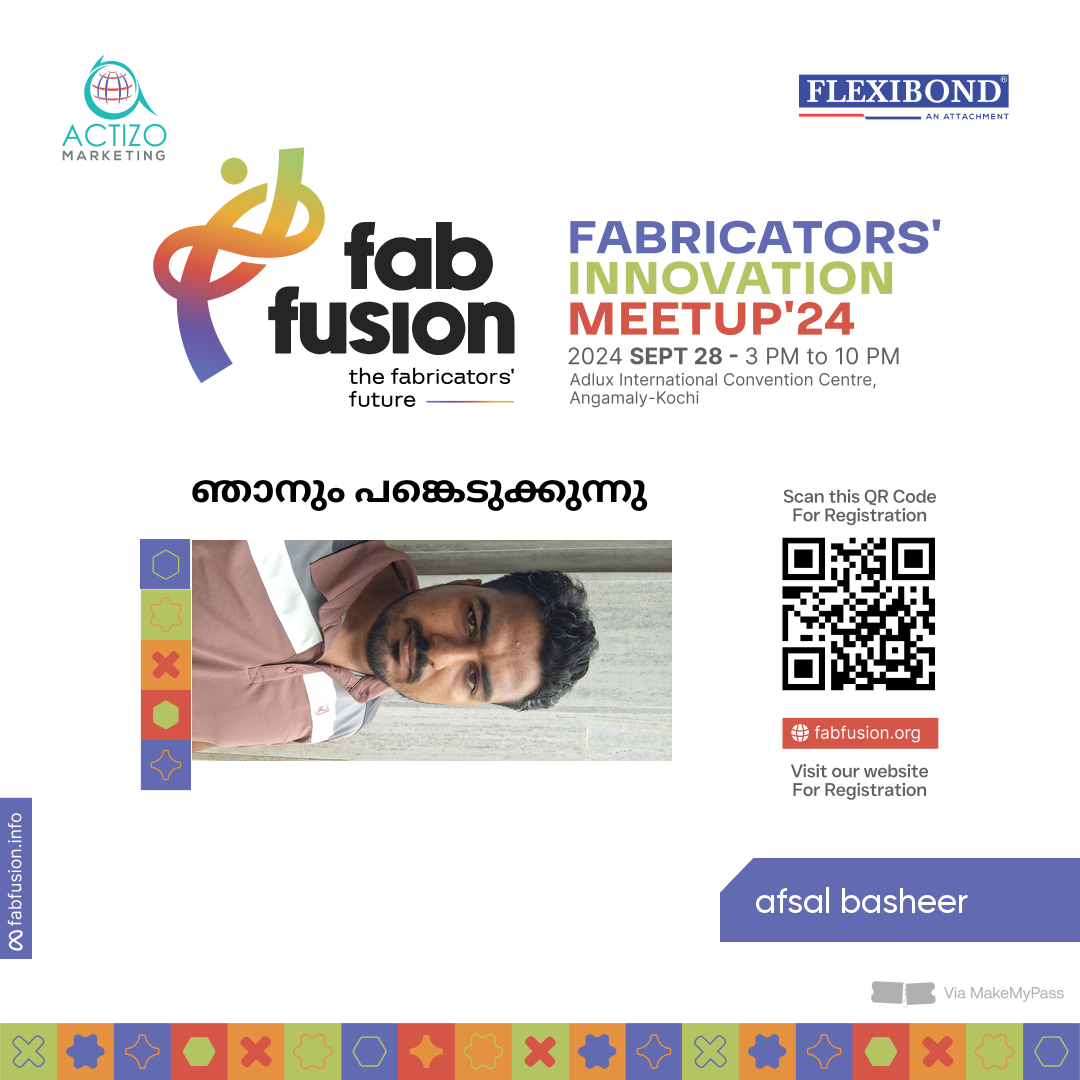 ACTIZO
MARKETING
FLEXIBOND®
AN ATTACHMENT
fab
fusion
the fabricators'
future
FABRICATORS'
INNOVATION
MEETUP'24
2024 SEPT 28 - 3 PM to 10 PM
Adlux International Convention Centre,
Angamaly-Kochi
ഞാനും പങ്കെടുക്കുന്നു
Scan this QR Code
For Registration
fabfusion.org
Visit our website
For Registration
fabfusion.info
afsal basheer
Via MakeMyPass